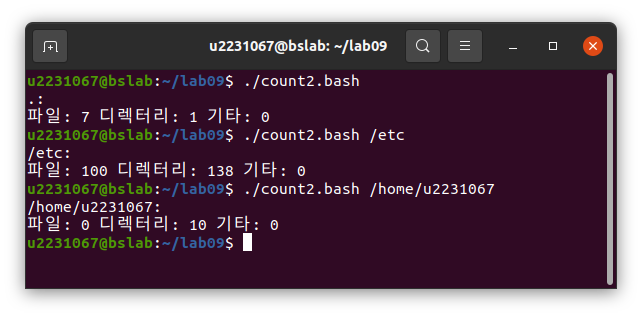 u2231067@bslab: ~/lab09
u2231067@bslab:~/lab09$ ./count2.bash
.:
파일: 7 디렉터리: 1 기타: 0
u2231067@bslab:~/lab09$ ./count2.bash /etc
/etc:
파일: 100 디렉터리: 138 기타: 0
u2231067@bslab:~/lab09$ ./count2.bash /home/u2231067
/home/u2231067:
파일: 0 디렉터리: 10 기타: 0
u2231067@bslab:~/lab09$